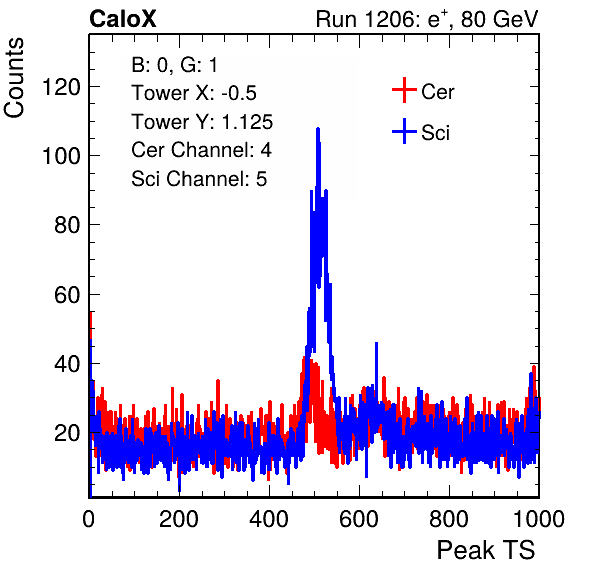 CaloX
Run 1206: e+, 80 GeV
Counts
B: 0, G: 1
Tower X: -0.5
Tower Y: 1.125
Cer Channel: 4
Sci Channel: 5
Cer
Sci
120
100
80
60
40
20
0 200 400 600 800 1000
Peak TS